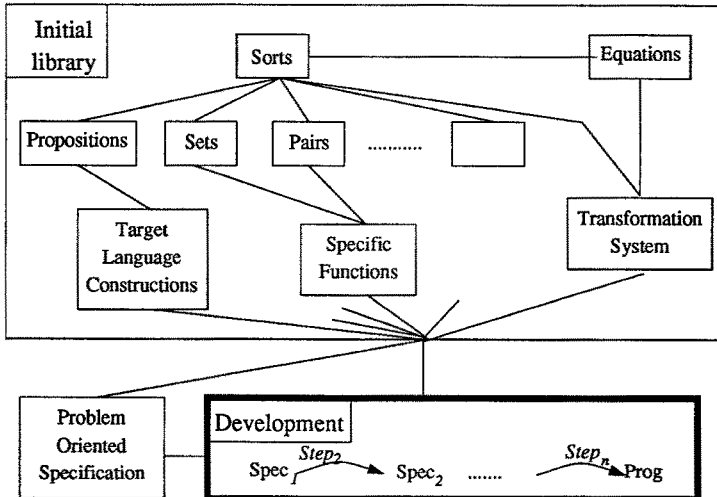 Initial
library
Sorts
Equations
Propositions
Sets
Pairs
...........
Target
Language
Constructions
Specific
Functions
Transformation
System
Problem
Oriented
Specification
Development
Step2
Stepn
Spec1
Spec2
.......
Prog